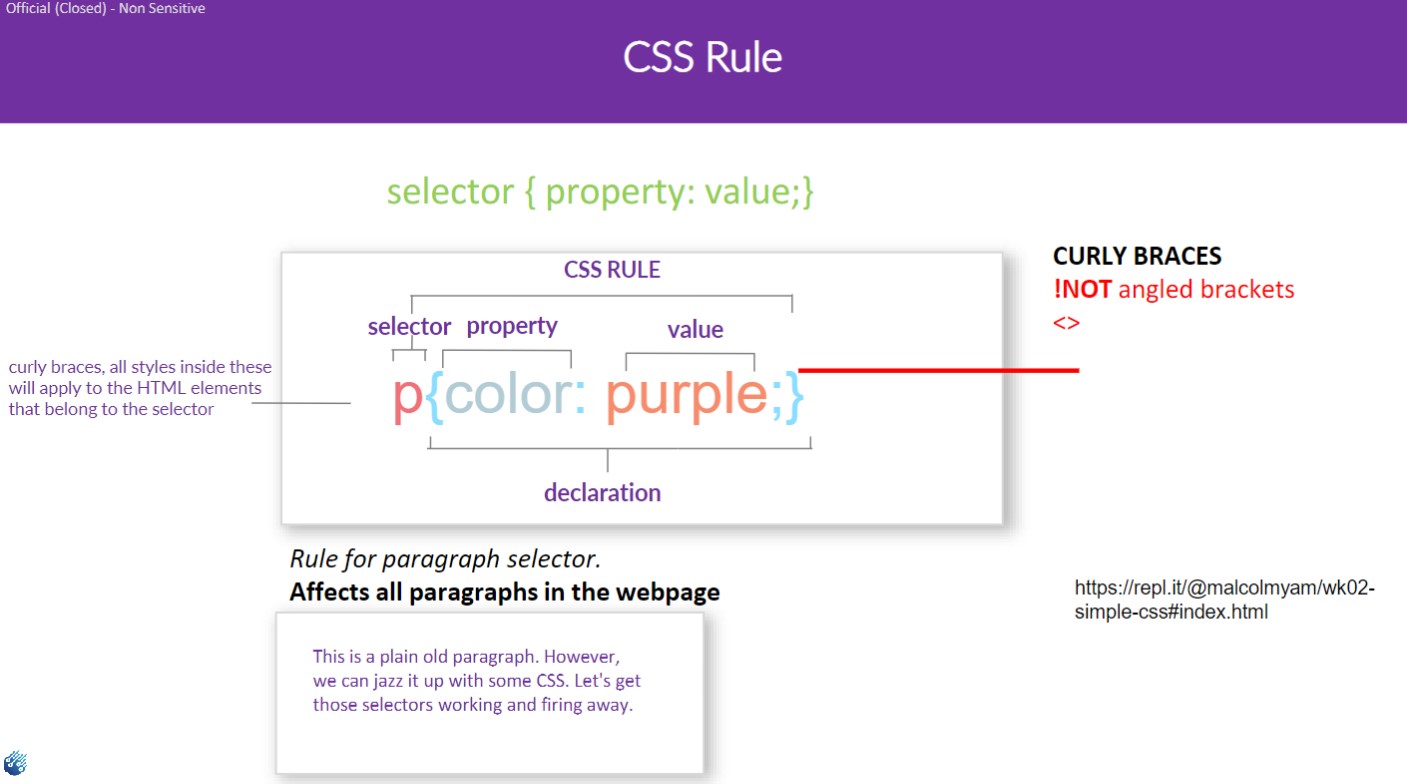 Official (Closed) - Non Sensitive
CSS Rule
selector { property: value;}
CSS RULE
selector property value
p{color: purple;}
declaration
curly braces, all styles inside these
will apply to the HTML elements
that belong to the selector
CURLY BRACES
!NOT angled brackets
<>
Rule for paragraph selector.
Affects all paragraphs in the webpage
This is a plain old paragraph. However,
we can jazz it up with some CSS. Let's get
those selectors working and firing away.
https://repl.it/@malcolmyam/wk02-
simple-css#index.html